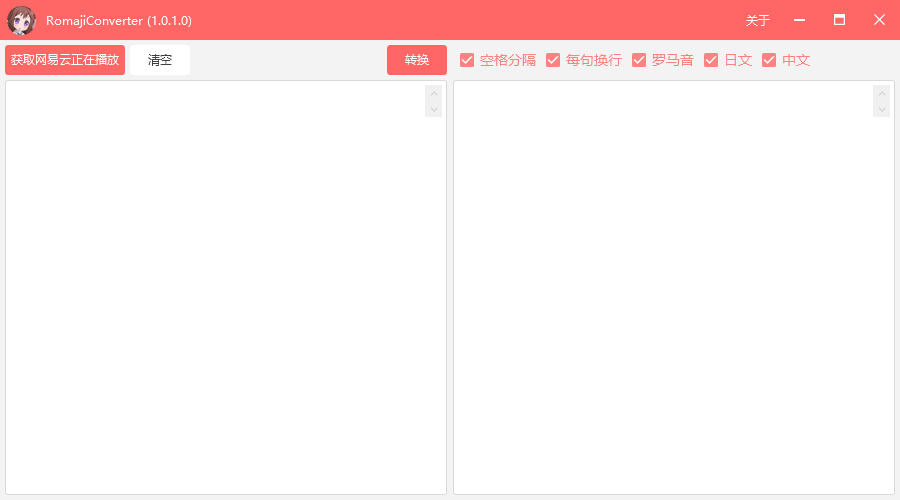 RomajiConverter (1.0.1.0) 关于
获取网易云正在播放 清空 转换 空格分隔 每句换行 罗马音 日文 中文